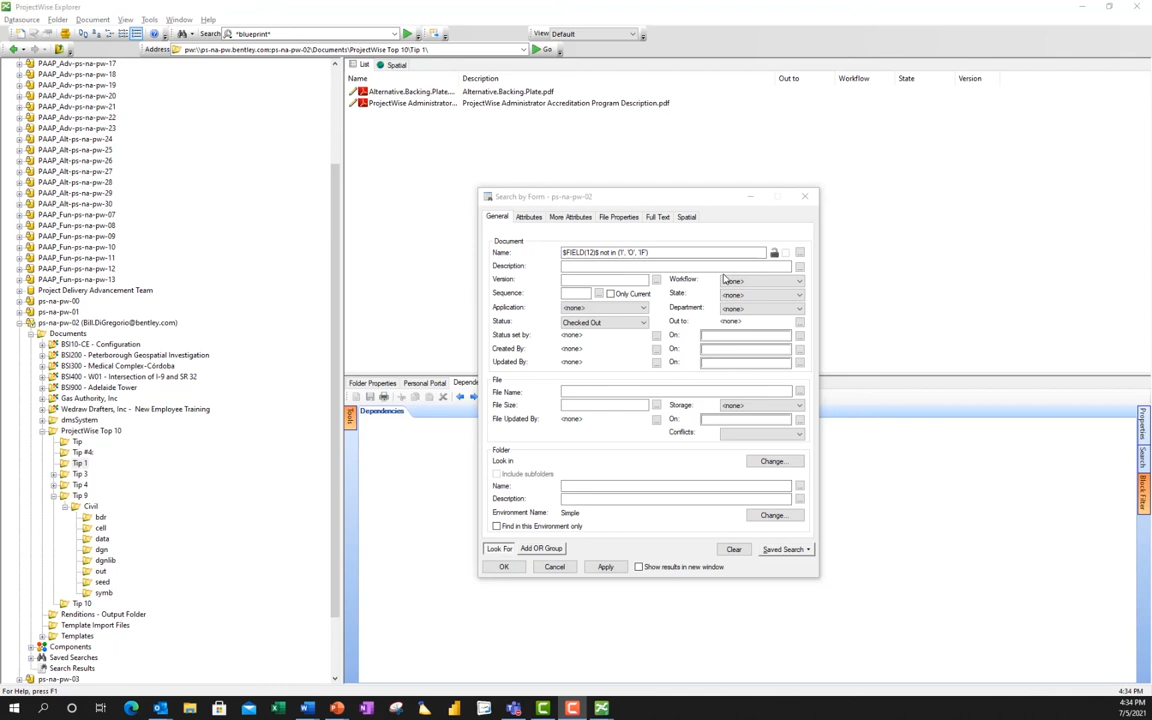 ProjectWise Explorer
Datasource Folder Document View Tools Window Help
Search *blueprint* View Default
Address pw:\\ps-na-pw.bentley.com:ps-na-pw-02\Documents\ProjectWise Top 10\Tip 1\ Go
PAAP_Adv-ps-na-pw-17
PAAP_Adv-ps-na-pw-18
PAAP_Adv-ps-na-pw-19
PAAP_Adv-ps-na-pw-20
PAAP_Adv-ps-na-pw-21
PAAP_Adv-ps-na-pw-22
PAAP_Adv-ps-na-pw-23
PAAP_Alt-ps-na-pw-24
PAAP_Alt-ps-na-pw-25
PAAP_Alt-ps-na-pw-26
PAAP_Alt-ps-na-pw-27
PAAP_Alt-ps-na-pw-28
PAAP_Alt-ps-na-pw-29
PAAP_Alt-ps-na-pw-30
PAAP_Fun-ps-na-pw-07
PAAP_Fun-ps-na-pw-08
PAAP_Fun-ps-na-pw-09
PAAP_Fun-ps-na-pw-10
PAAP_Fun-ps-na-pw-11
PAAP_Fun-ps-na-pw-12
PAAP_Fun-ps-na-pw-13
Project Delivery Advancement Team
ps-na-pw-00
ps-na-pw-01
ps-na-pw-02 (Bill.DiGregorio@bentley.com)
Documents
BSI10-CE - Configuration
BSI200 - Peterborough Geospatial Investigation
BSI300 - Medical Complex-Córdoba
BSI400 - W01 - Intersection of I-9 and SR 32
BSI900 - Adelaide Tower
Gas Authority, Inc
Wedraw Drafters, Inc - New Employee Training
dmsSystem
ProjectWise Top 10
Tip
Tip #4:
Tip 1
Tip 3
Tip 4
Tip 9
Civil
bdr
cell
data
dgn
dgnlib
out
seed
symb
Tip 10
Renditions - Output Folder
Template Import Files
Templates
Components
Saved Searches
Search Results
ps-na-pw-03
List Spatial
Name Description Out to Workflow State Version
Alternative.Backing.Plate.... Alternative.Backing.Plate.pdf
ProjectWise Administrator... ProjectWise Administrator Accreditation Program Description.pdf
Folder Properties Personal Portal Depende
Tools
Dependencies
Properties
Search
Block Filter
Search by Form - ps-na-pw-02
General Attributes More Attributes File Properties Full Text Spatial
Document
Name: $FIELD(12)$ not in ('I', 'O', 'IF')
Description:
Version: Workflow: <none>
Sequence: Only Current State: <none>
Application: <none> Department: <none>
Status: Checked Out Out to: <none>
Status set by: <none> On:
Created By: <none> On:
Updated By: <none> On:
File
File Name:
File Size: Storage: <none>
File Updated By: <none> On:
Conflicts:
Folder
Look in Change...
Include subfolders
Name:
Description:
Environment Name: Simple Change...
Find in this Environment only
Look For Add OR Group Clear Saved Search
OK Cancel Apply Show results in new window
For Help, press F1 4:34 PM
4:34 PM
7/5/2021